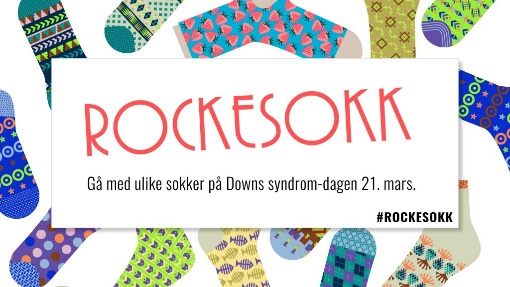 ROCKESOKK
Gå med ulike sokker på Downs syndrom-dagen 21. mars.
#ROCKESOKK